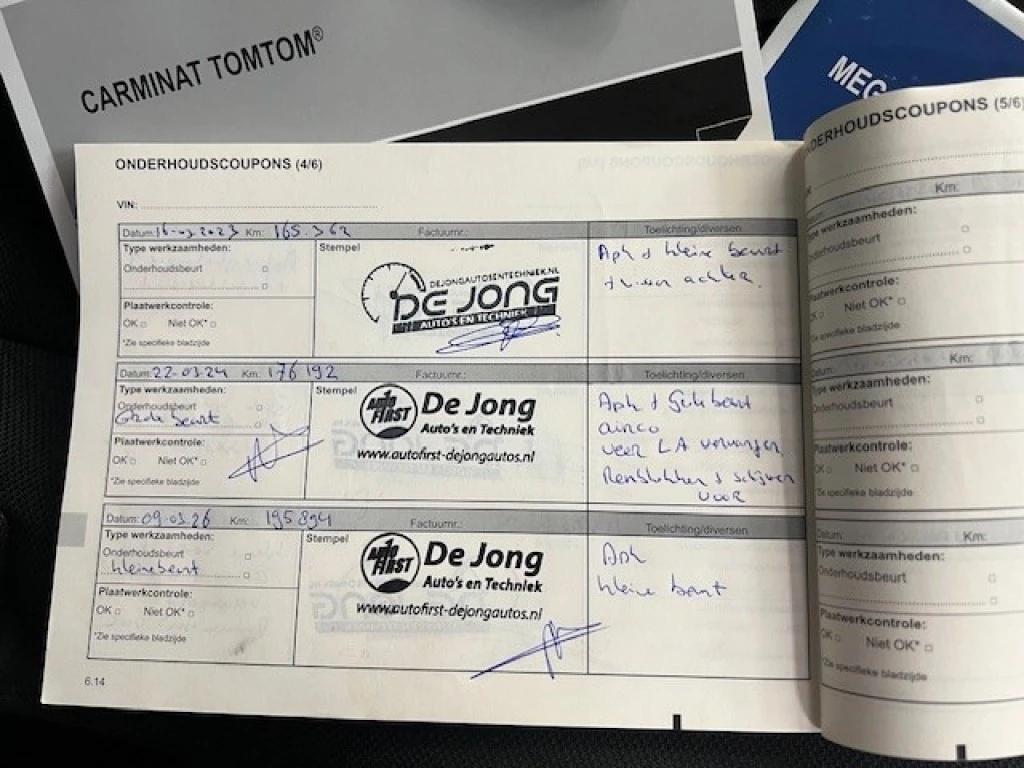 CARMINAT TOMTOM®
MEG
ONDERHOUDSCOUPONS (4/6)
VIN:
Datum: 16-03-2023 Km: 165.362 Factuurnr.: Toelichting/diversen
Type werkzaamheden: Stempel
Onderhoudsbeurt
Plaatwerkcontrole:
OK Niet OK*
*Zie specifieke bladzijde
DEJONGAUTOSENTECHNIEK.NL
DE JONG
AUTO'S EN TECHNIEK
Apk + kleine beurt
achter.
Datum: 22-03-24 Km: 176192 Factuurnr.: Toelichting/diversen
Type werkzaamheden: Stempel
Onderhoudsbeurt
Grote beurt
Plaatwerkcontrole:
OK Niet OK*
*Zie specifieke bladzijde
AUTO FIRST
De Jong
Auto's en Techniek
www.autofirst-dejongautos.nl
Apk + Grote beurt
airco
veer L A vervangen
Remblokken + schijven
voor
Datum: 09-03-26 Km: 195894 Factuurnr.: Toelichting/diversen
Type werkzaamheden: Stempel
Onderhoudsbeurt
kleine beurt
Plaatwerkcontrole:
OK Niet OK*
*Zie specifieke bladzijde
AUTO FIRST
De Jong
Auto's en Techniek
www.autofirst-dejongautos.nl
Apk
kleine beurt
6.14
ONDERHOUDSCOUPONS (5/6)
Km:
Type werkzaamheden:
Onderhoudsbeurt
Plaatwerkcontrole:
OK Niet OK*
*Zie specifieke bladzijde
Datum: Km:
Type werkzaamheden:
Onderhoudsbeurt
Plaatwerkcontrole:
OK Niet OK*
*Zie specifieke bladzijde
Datum: Km:
Type werkzaamheden:
Onderhoudsbeurt
Plaatwerkcontrole:
OK Niet OK*
*Zie specifieke bladzijde